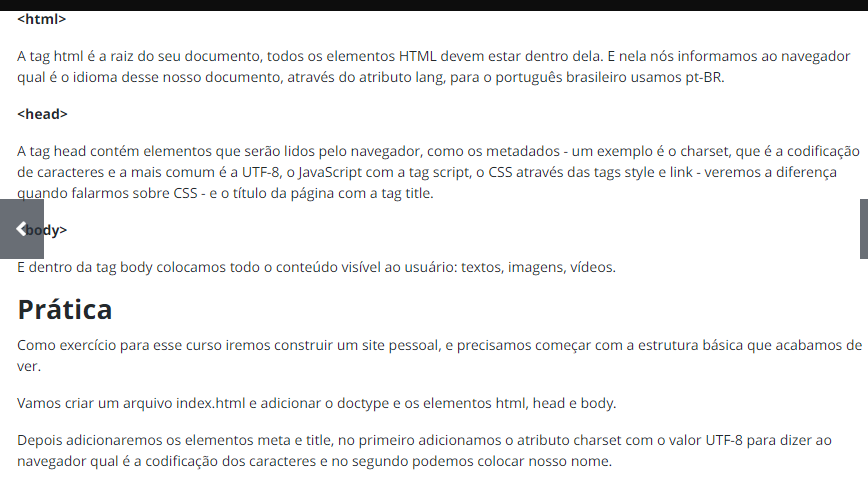 <html>
A tag html é a raiz do seu documento, todos os elementos HTML devem estar dentro dela. E nela nós informamos ao navegador
qual é o idioma desse nosso documento, através do atributo lang, para o português brasileiro usamos pt-BR.
<head>
A tag head contém elementos que serão lidos pelo navegador, como os metadados - um exemplo é o charset, que é a codificação
de caracteres e a mais comum é a UTF-8, o JavaScript com a tag script, o CSS através das tags style e link - veremos a diferença
quando falarmos sobre CSS - e o título da página com a tag title.
<body>
E dentro da tag body colocamos todo o conteúdo visível ao usuário: textos, imagens, vídeos.
Prática
Como exercício para esse curso iremos construir um site pessoal, e precisamos começar com a estrutura básica que acabamos de
ver.
Vamos criar um arquivo index.html e adicionar o doctype e os elementos html, head e body.
Depois adicionaremos os elementos meta e title, no primeiro adicionamos o atributo charset com o valor UTF-8 para dizer ao
navegador qual é a codificação dos caracteres e no segundo podemos colocar nosso nome.